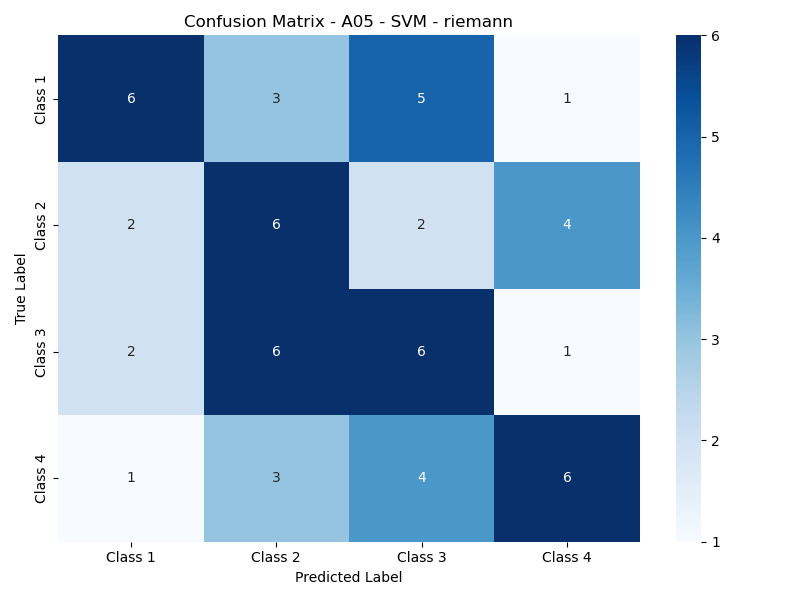 Confusion Matrix - A05 - SVM - riemann
True Label
Class 1
6 3 5 1
Class 2
2 6 2 4
Class 3
2 6 6 1
Class 4
1 3 4 6
Class 1 Class 2 Class 3 Class 4
Predicted Label
6
5
4
3
2
1